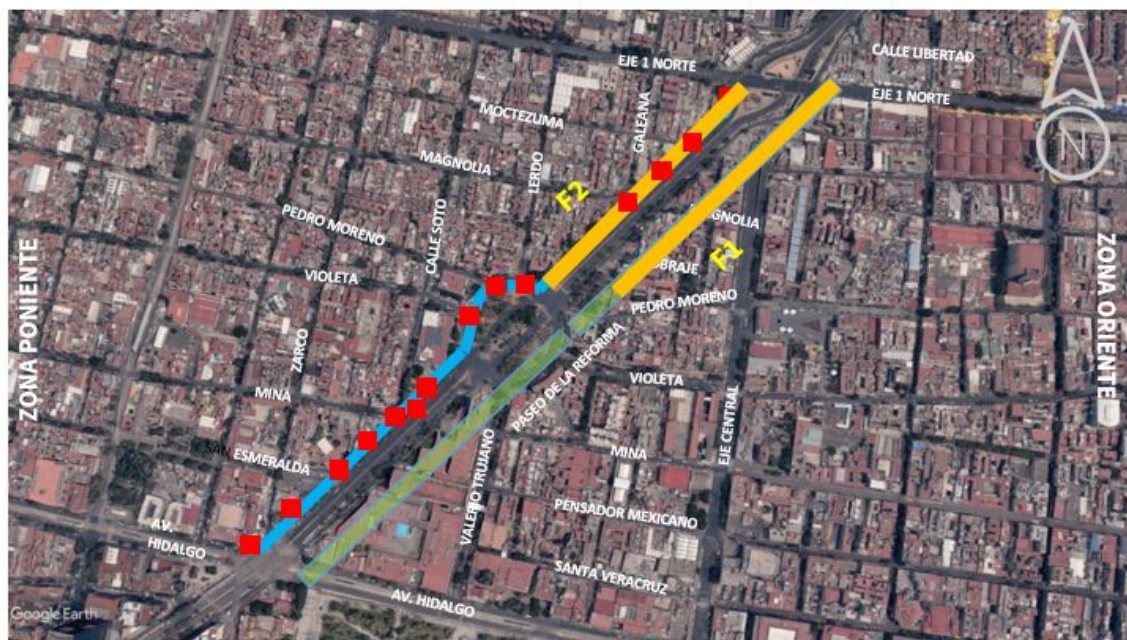 CALLE LIBERTAD
EJE 1 NORTE
EJE 1 NORTE
MOCTEZUMA
GALEANA
MAGNOLIA
LERDO
F2
PEDRO MORENO
CALLE SOTO
MAGNOLIA
F1
OBRAJE
VIOLETA
PEDRO MORENO
ZONA PONIENTE
ZONA ORIENTE
ZARCO
PASEO DE LA REFORMA
VIOLETA
MINA
EJE CENTRAL
ESMERALDA
VALERIO TRUJANO
MINA
PENSADOR MEXICANO
AV.
HIDALGO
SANTA VERACRUZ
AV. HIDALGO
Google Earth
N